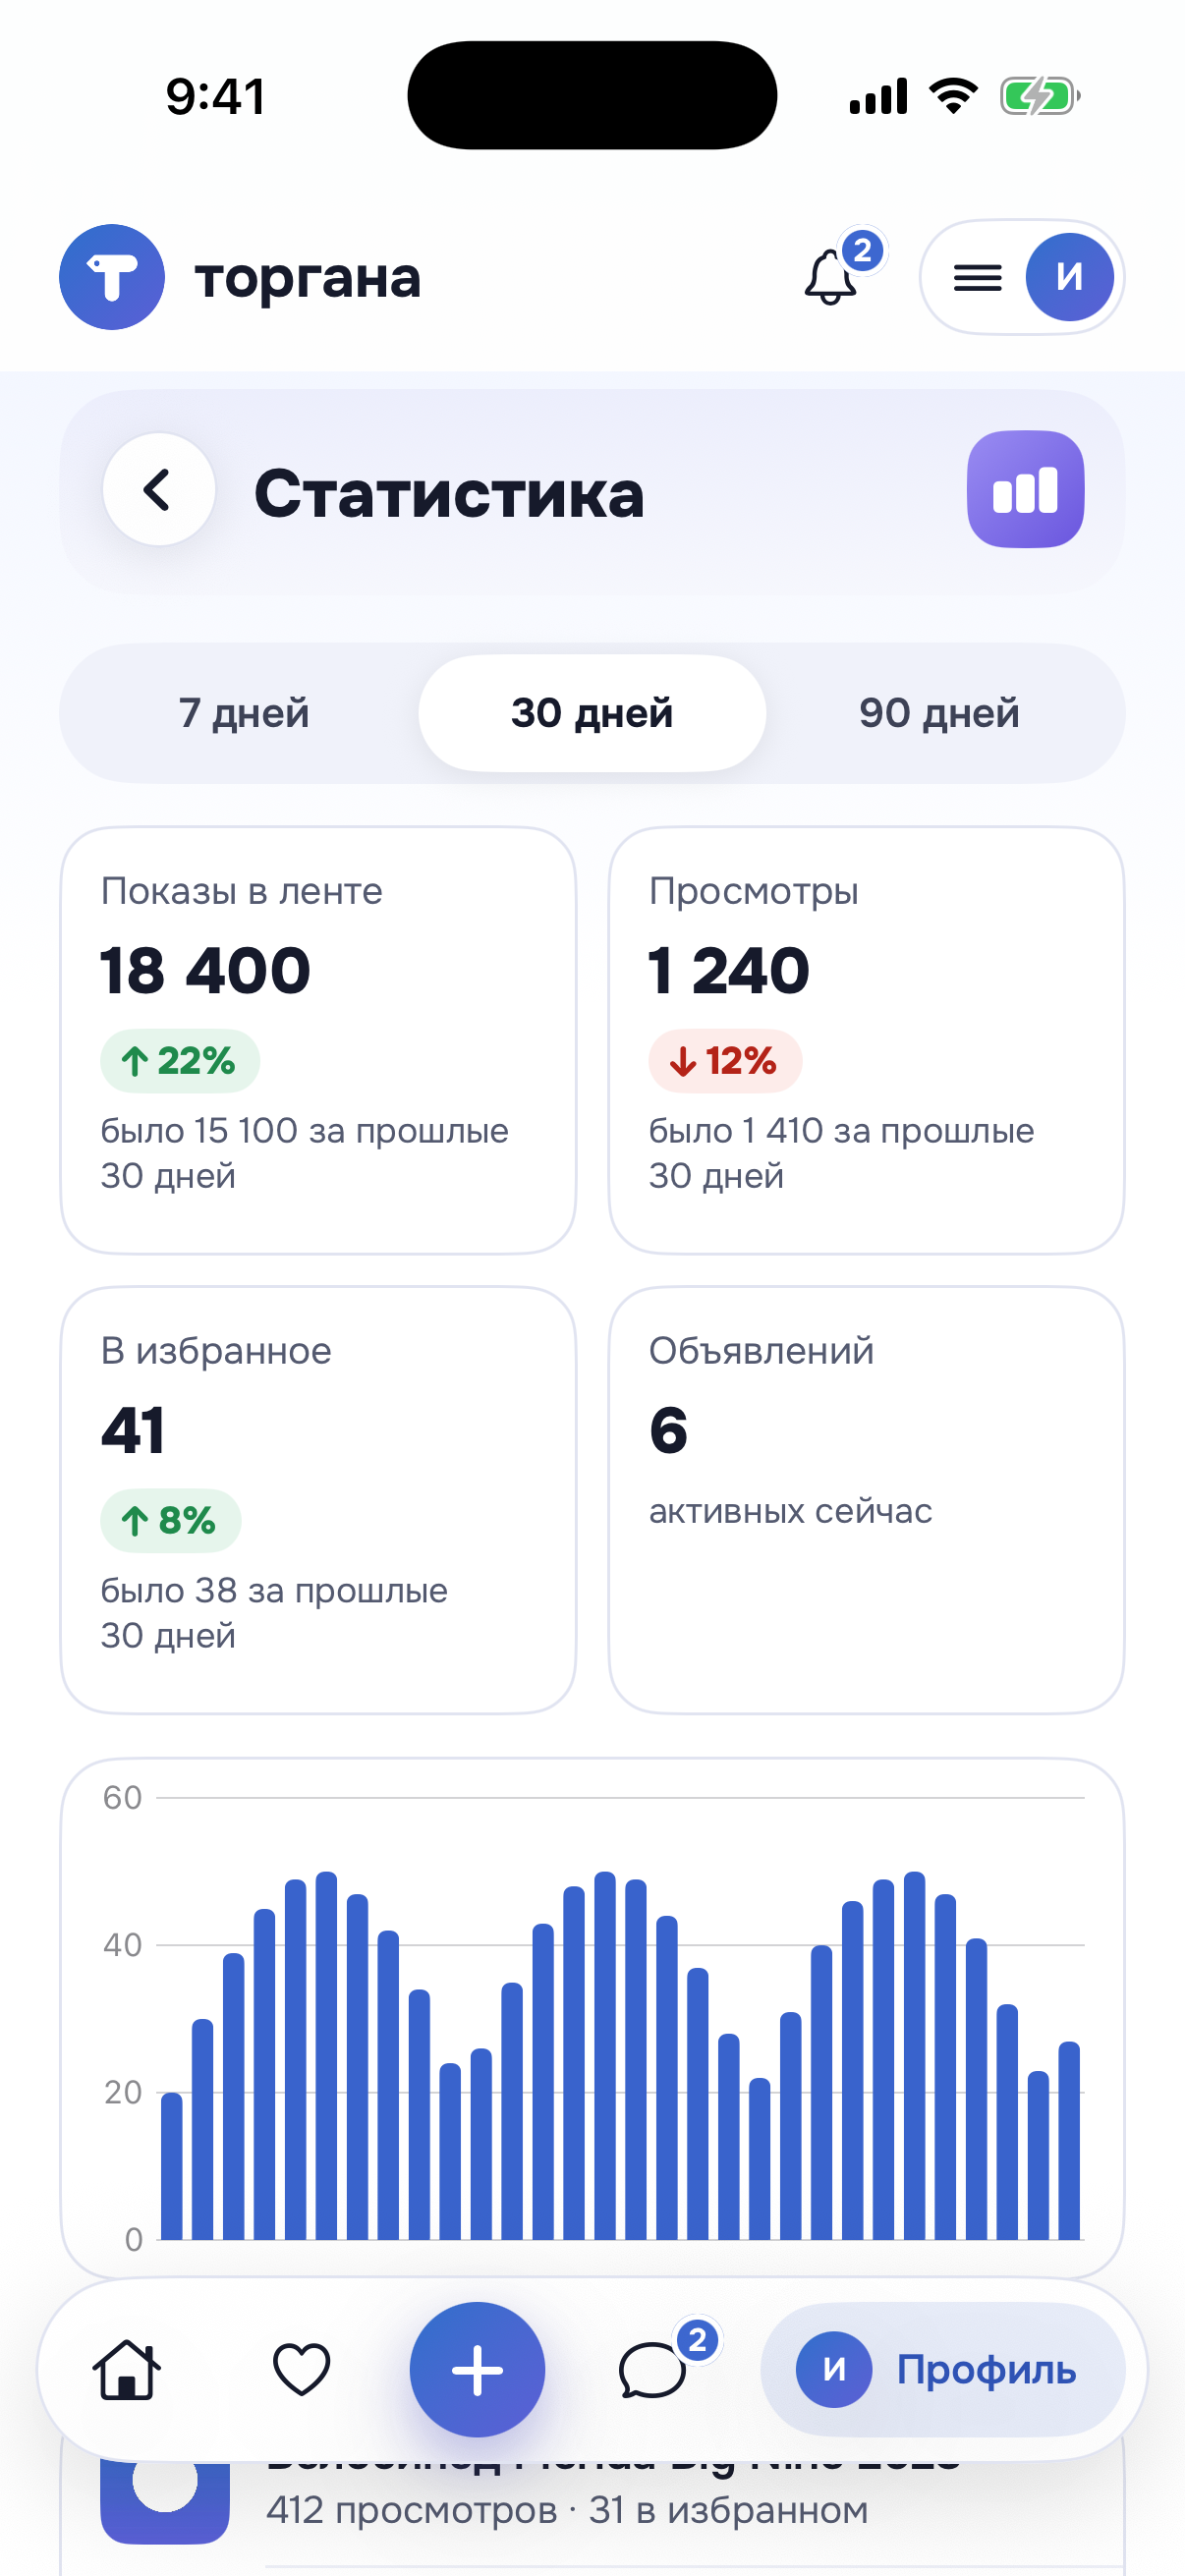 9:41
торгана
2
И
Статистика
7 дней
30 дней
90 дней
Показы в ленте
18 400
↑ 22%
было 15 100 за прошлые
30 дней
Просмотры
1 240
↓ 12%
было 1 410 за прошлые
30 дней
В избранное
41
↑ 8%
было 38 за прошлые
30 дней
Объявлений
6
активных сейчас
60
40
20
0
2
И
Профиль
412 просмотров · 31 в избранном